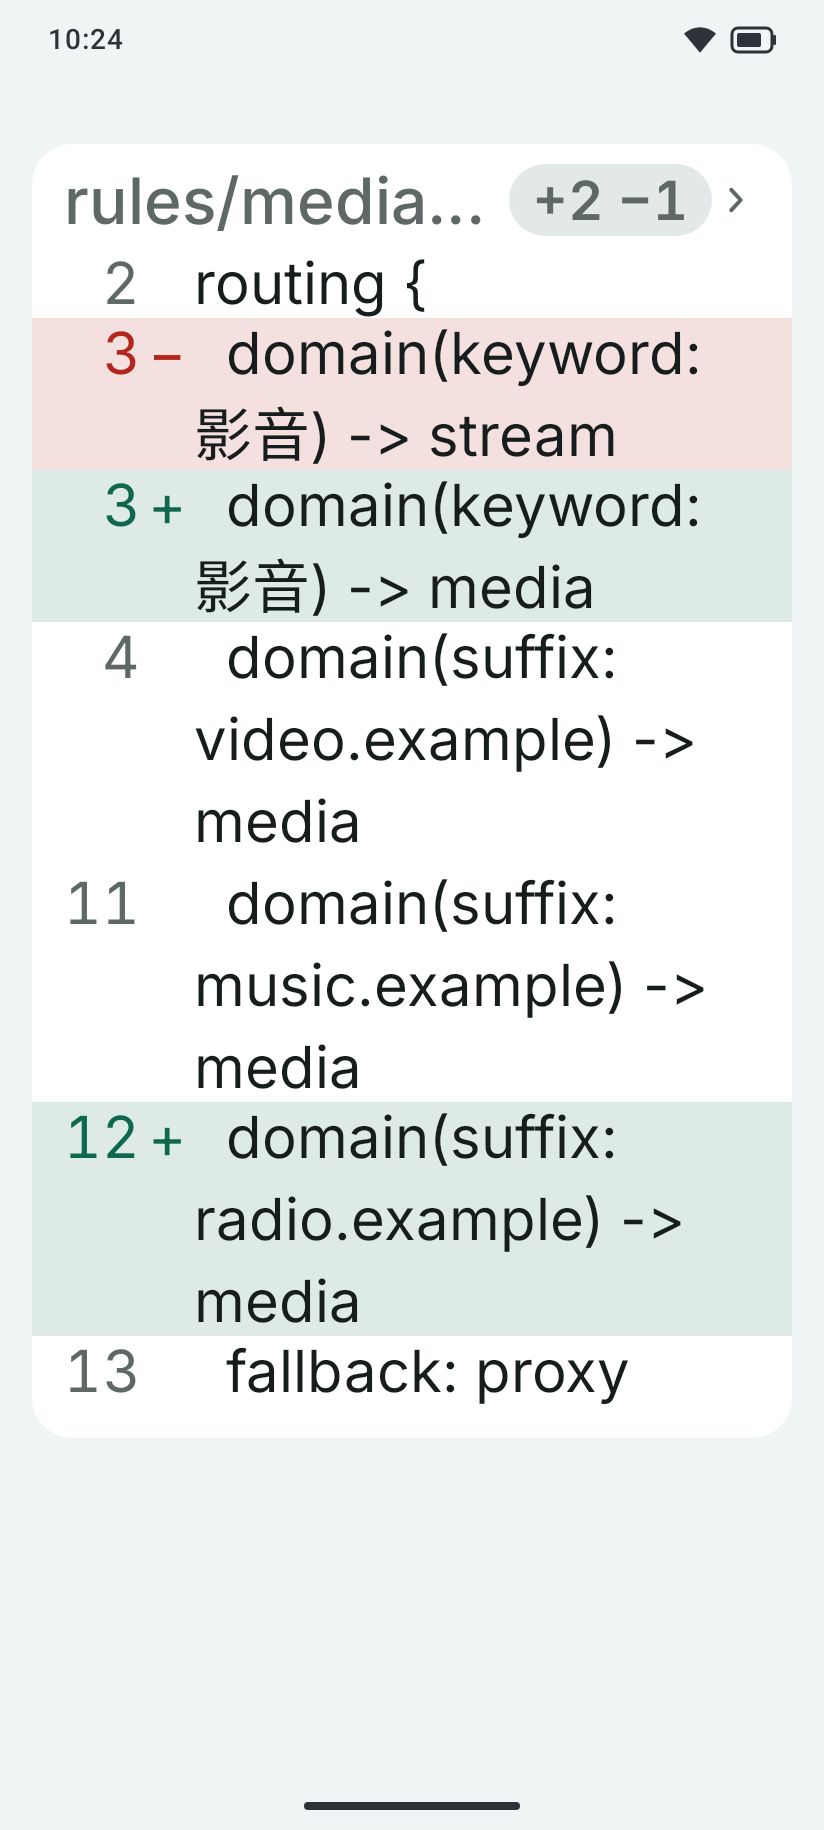 10:24
rules/media... +2 −1
2 routing {
3 − domain(keyword:
影音) -> stream
3 + domain(keyword:
影音) -> media
4 domain(suffix:
video.example) ->
media
11 domain(suffix:
music.example) ->
media
12 + domain(suffix:
radio.example) ->
media
13 fallback: proxy